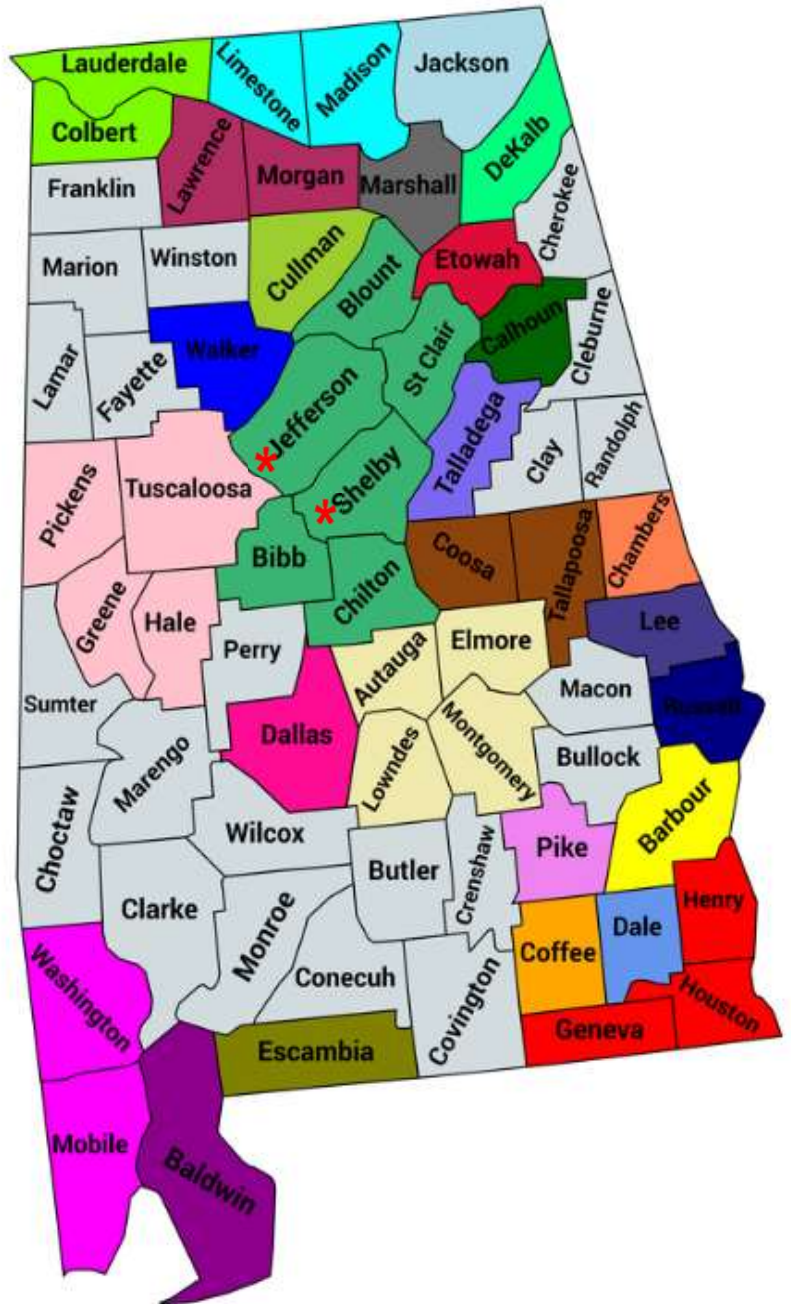 Lauderdale
Limestone
Madison
Jackson
Colbert
Lawrence
Morgan
Marshall
DeKalb
Franklin
Cherokee
Marion
Winston
Cullman
Blount
Etowah
Lamar
Fayette
Walker
St Clair
Calhoun
Cleburne
*Jefferson
Talladega
Clay
Randolph
Pickens
Tuscaloosa
*Shelby
Bibb
Chilton
Coosa
Tallapoosa
Chambers
Greene
Hale
Perry
Autauga
Elmore
Lee
Sumter
Marengo
Dallas
Lowndes
Montgomery
Macon
Russell
Bullock
Choctaw
Wilcox
Butler
Crenshaw
Pike
Barbour
Clarke
Monroe
Conecuh
Covington
Coffee
Dale
Henry
Washington
Escambia
Geneva
Houston
Mobile
Baldwin